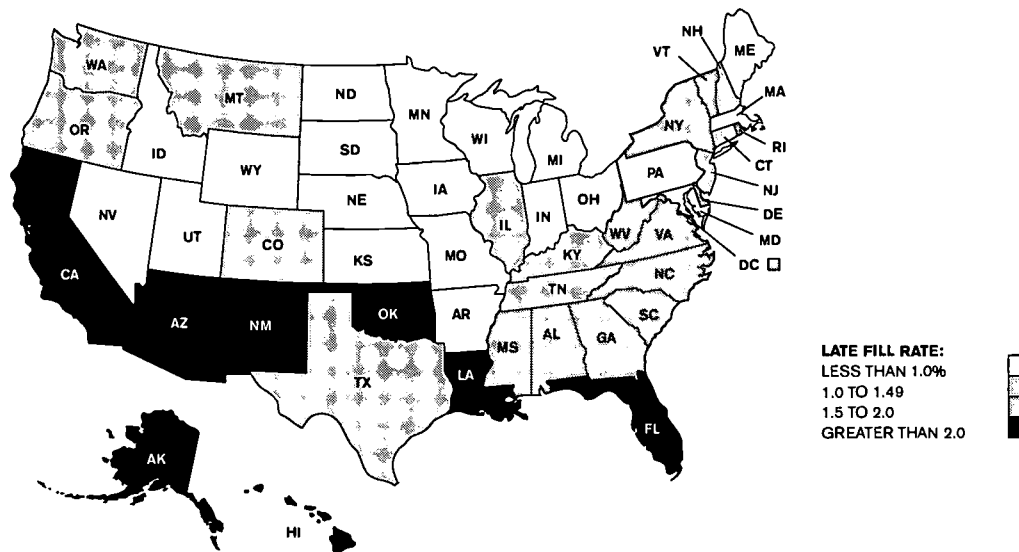 NH
VT
ME
WA
MT
ND
MN
MA
OR
NY
ID
SD
WI
RI
WY
MI
CT
PA
IA
NE
NJ
OH
NV
IL
IN
DE
UT
CO
WV
VA
MD
KS
MO
KY
DC
CA
NC
TN
OK
AR
AZ
NM
SC
MS
AL
GA
LATE FILL RATE:
LESS THAN 1.0%
LA
TX
1.0 TO 1.49
1.5 TO 2.0
FL
GREATER THAN 2.0
AK
HI